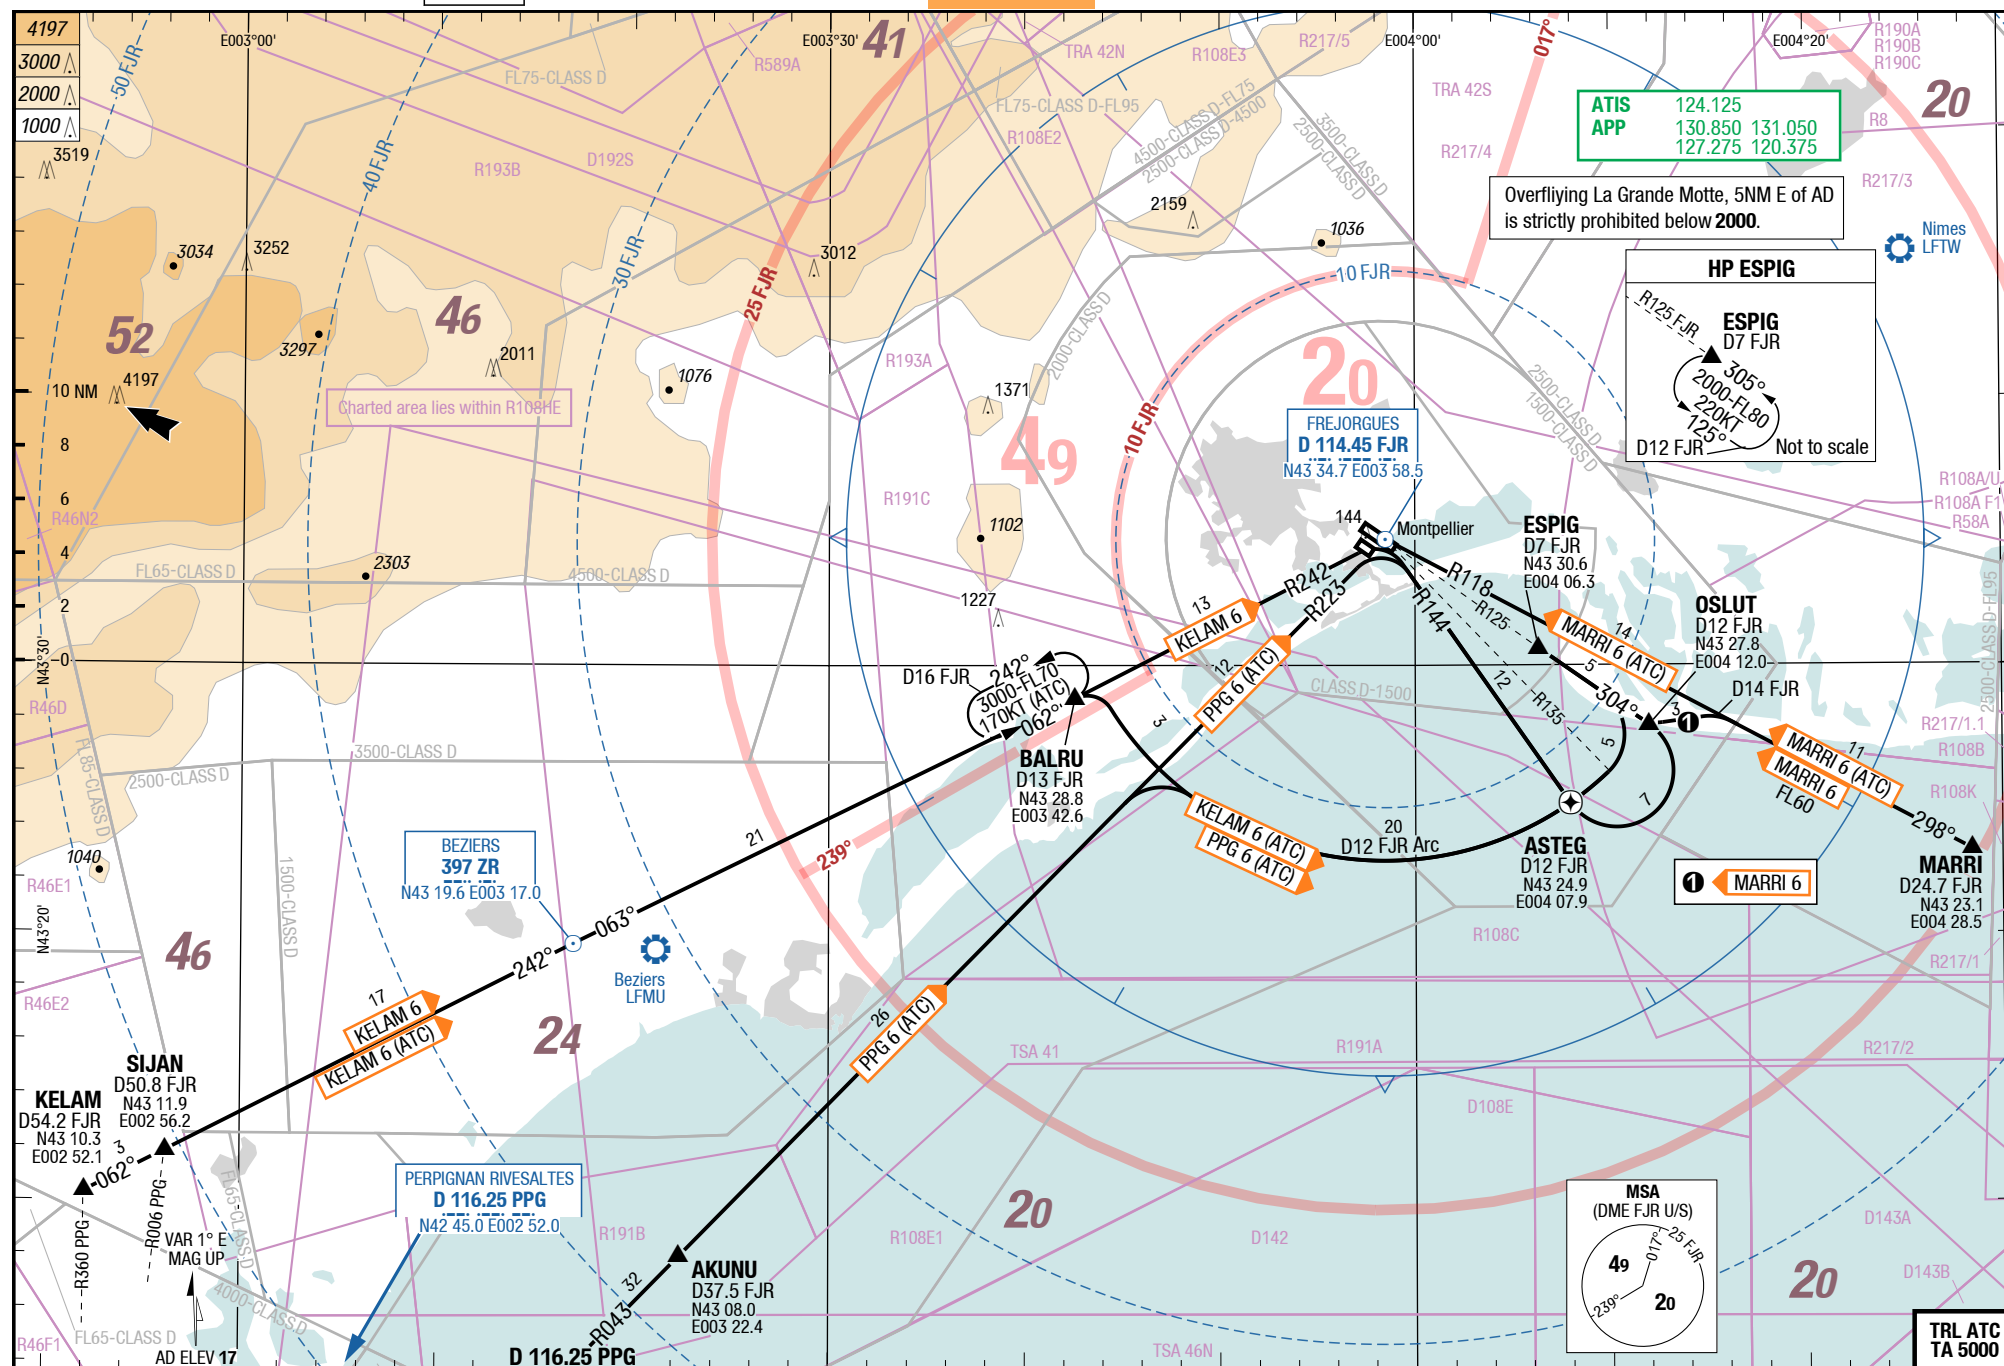 4197
3000
2000
1000
E003°00'
E003°30'
E004°00'
E004°20'
50 FJR
40 FJR
30 FJR
25 FJR
10 FJR
10 FJR
017°
239°
41
20
46
52
49
20
46
24
20
20
FL75-CLASS D
R589A
TRA 42N
R108E3
R217/5
R190A
R190B
R190C
TRA 42S
R8
FL75-CLASS D-FL95
R108E2
4500-CLASS D-FL75
2500-CLASS D-4500
3500-CLASS D
2500-CLASS D
R217/4
R217/3
R193B
D192S
ATIS 124.125
APP 130.850 131.050
127.275 120.375
Overfliying La Grande Motte, 5NM E of AD
is strictly prohibited below 2000.
Nimes
LFTW
HP ESPIG
R125 FJR
ESPIG
D7 FJR
305°
2000-FL80
220KT
125°
D12 FJR
Not to scale
3519
3034
3252
3297
4197
2011
3012
2159
1036
1076
1371
1102
1227
2303
1040
144
10 NM
8
6
4
2
0
N43°30'
N43°20'
Charted area lies within R108HE
R193A
R191C
2000-CLASS D
2500-CLASS D
1500-CLASS D
FREJORGUES
D 114.45 FJR
N43 34.7 E003 58.5
Montpellier
R108A/U
R108A F1
R58A
R46N2
FL65-CLASS D
4500-CLASS D
ESPIG
D7 FJR
N43 30.6
E004 06.3
OSLUT
D12 FJR
N43 27.8
E004 12.0
2500-CLASS D-FL95
R242
R223
R144
R118
R125
R135
13
KELAM 6
12
PPG 6 (ATC)
14
MARRI 6 (ATC)
5
304°
3
D14 FJR
1
12
5
7
D16 FJR
242°
3000-FL70
170KT (ATC)
062°
BALRU
D13 FJR
N43 28.8
E003 42.6
3
CLASS D-1500
R217/1.1
R108B
R108K
11
MARRI 6 (ATC)
MARRI 6
FL60
298°
MARRI
D24.7 FJR
N43 23.1
E004 28.5
KELAM 6 (ATC)
PPG 6 (ATC)
20
D12 FJR Arc
ASTEG
D12 FJR
N43 24.9
E004 07.9
1 MARRI 6
R46D
FL85-CLASS D
2500-CLASS D
3500-CLASS D
1500-CLASS D
21
BEZIERS
397 ZR
N43 19.6 E003 17.0
063°
242°
Beziers
LFMU
R46E1
R46E2
17
KELAM 6
KELAM 6 (ATC)
26
PPG 6 (ATC)
R108C
R217/1
R217/2
TSA 41
R191A
D108E
SIJAN
D50.8 FJR
N43 11.9
E002 56.2
KELAM
D54.2 FJR
N43 10.3
E002 52.1
3
062°
R360 PPG
R006 PPG
VAR 1° E
MAG UP
FL65-CLASS D
4000-CLASS D
FL65-CLASS D
R46F1
AD ELEV 17
PERPIGNAN RIVESALTES
D 116.25 PPG
N42 45.0 E002 52.0
R191B
R108E1
D142
AKUNU
D37.5 FJR
N43 08.0
E003 22.4
32
R043
D 116.25 PPG
TSA 46N
MSA
(DME FJR U/S)
49
017°
25 FJR
239°
20
D143A
D143B
TRL ATC
TA 5000